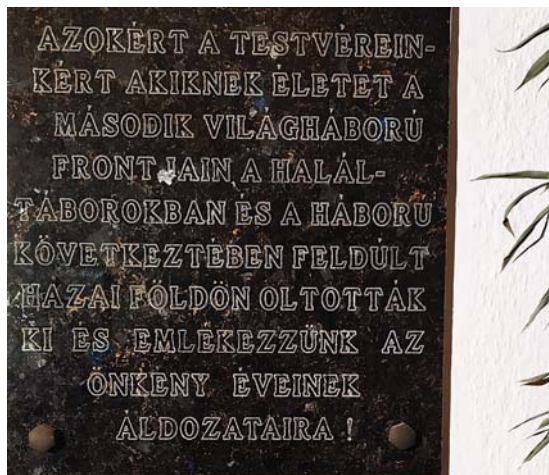 AZOKÉRT A TESTVÉREIN-
KÉRT AKIKNEK ÉLETÉT A
MÁSODIK VILÁGHÁBORÚ
FRONTJAIN A HALÁL-
TÁBOROKBAN ÉS A HÁBORÚ
KÖVETKEZTÉBEN FELDÚLT
HAZAI FÖLDÖN OLTOTTÁK
KI ÉS EMLÉKEZZÜNK AZ
ÖNKÉNY ÉVEINEK
ÁLDOZATAIRA !